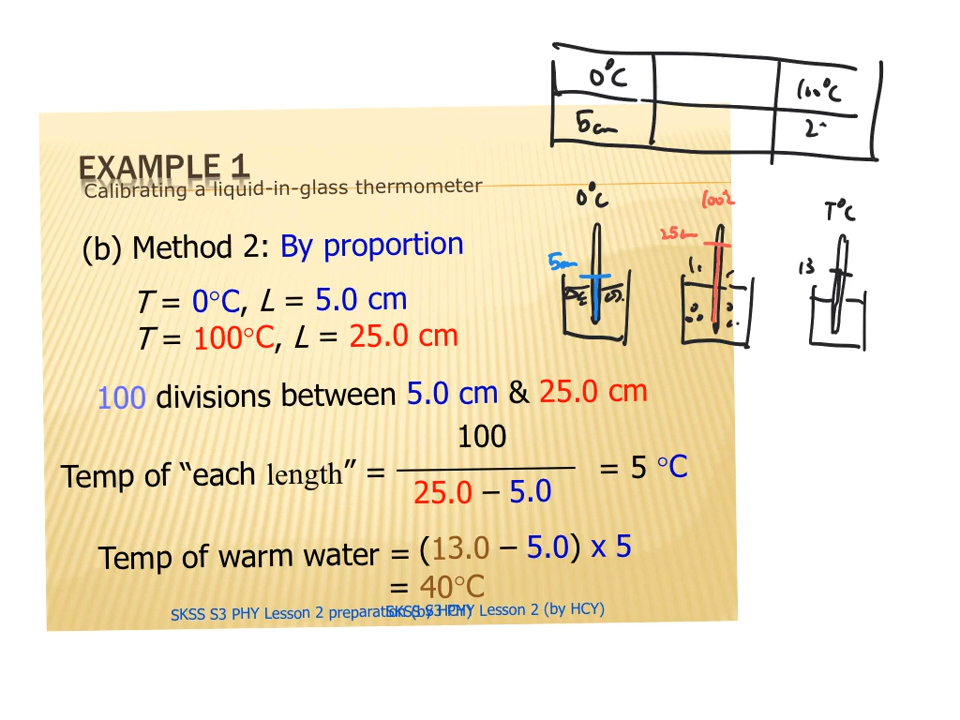 0°C 100°C
5cm
EXAMPLE 1
Calibrating a liquid-in-glass thermometer
0°C
T°C
(b) Method 2: By proportion
25cm
5cm
13
T = 0°C, L = 5.0 cm
T = 100°C, L = 25.0 cm
100 divisions between 5.0 cm & 25.0 cm
Temp of “each length” = 100 / 25.0 – 5.0 = 5 °C
Temp of warm water = (13.0 – 5.0) x 5
= 40°C
SKSS S3 PHY Lesson 2 preparation (by HCY)
SKSS S3 PHY Lesson 2 (by HCY)